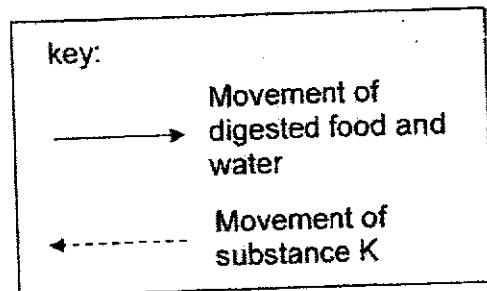 key:
Movement of
digested food and
water
Movement of
substance K